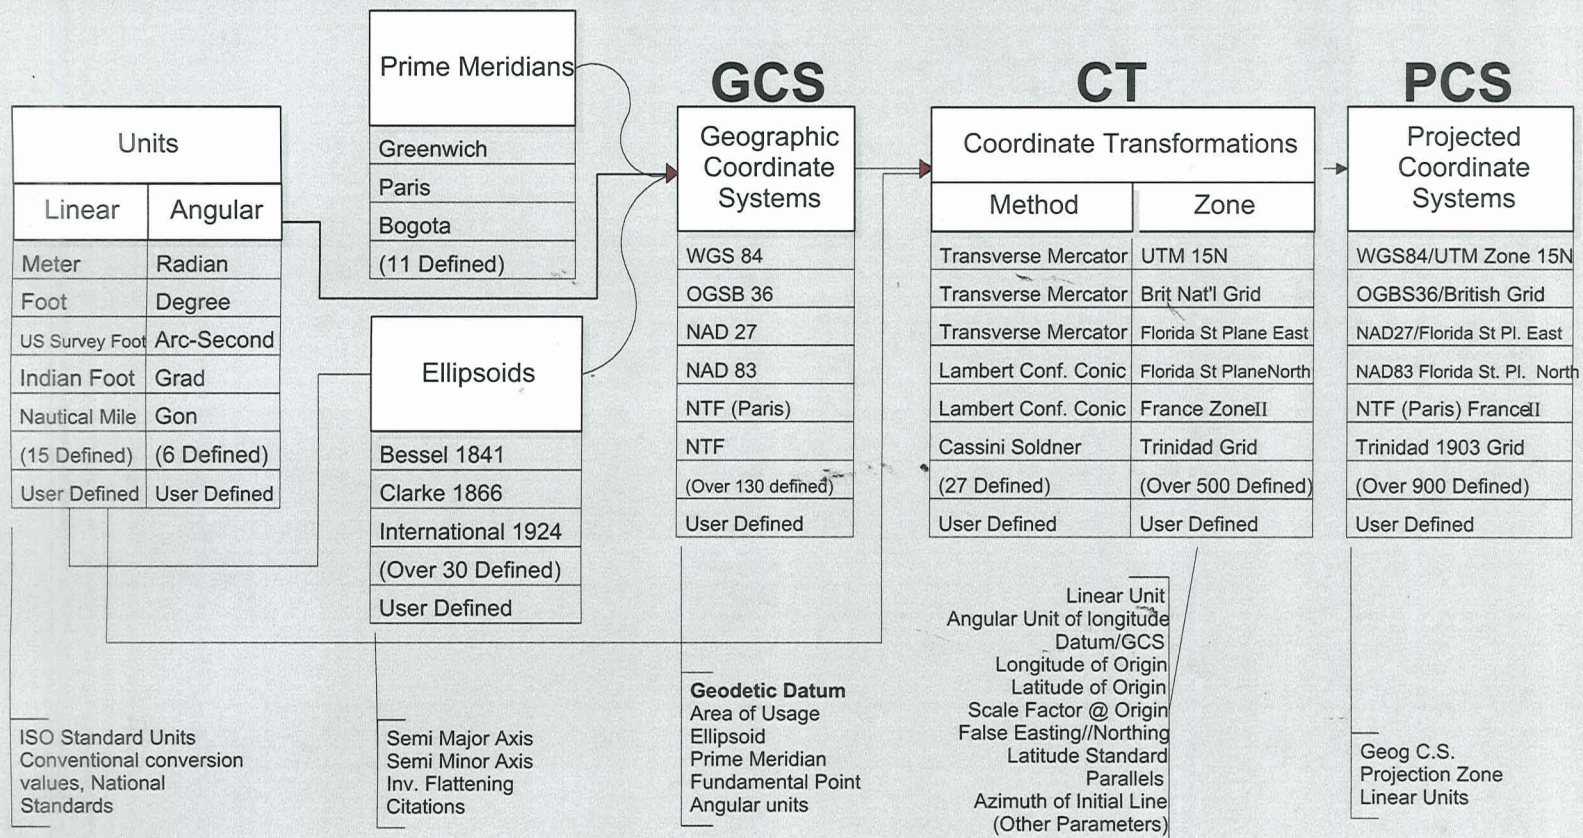 Units
Linear
Angular
Meter
Radian
Foot
Degree
US Survey Foot
Arc-Second
Indian Foot
Grad
Nautical Mile
Gon
(15 Defined)
(6 Defined)
User Defined
User Defined
ISO Standard Units
Conventional conversion
values, National
Standards
Prime Meridians
Greenwich
Paris
Bogota
(11 Defined)
Ellipsoids
Bessel 1841
Clarke 1866
International 1924
(Over 30 Defined)
User Defined
Semi Major Axis
Semi Minor Axis
Inv. Flattening
Citations
GCS
Geographic
Coordinate
Systems
WGS 84
OGSB 36
NAD 27
NAD 83
NTF (Paris)
NTF
(Over 130 defined)
User Defined
Geodetic Datum
Area of Usage
Ellipsoid
Prime Meridian
Fundamental Point
Angular units
CT
Coordinate Transformations
Method
Zone
Transverse Mercator
UTM 15N
Transverse Mercator
Brit Nat'l Grid
Transverse Mercator
Florida St Plane East
Lambert Conf. Conic
Florida St PlaneNorth
Lambert Conf. Conic
France ZoneII
Cassini Soldner
Trinidad Grid
(27 Defined)
(Over 500 Defined)
User Defined
User Defined
Linear Unit
Angular Unit of longitude
Datum/GCS
Longitude of Origin
Latitude of Origin
Scale Factor @ Origin
False Easting//Northing
Latitude Standard
Parallels
Azimuth of Initial Line
(Other Parameters)
PCS
Projected
Coordinate
Systems
WGS84/UTM Zone 15N
OGBS36/British Grid
NAD27/Florida St Pl. East
NAD83 Florida St. Pl. North
NTF (Paris) FranceII
Trinidad 1903 Grid
(Over 900 Defined)
User Defined
Geog C.S.
Projection Zone
Linear Units